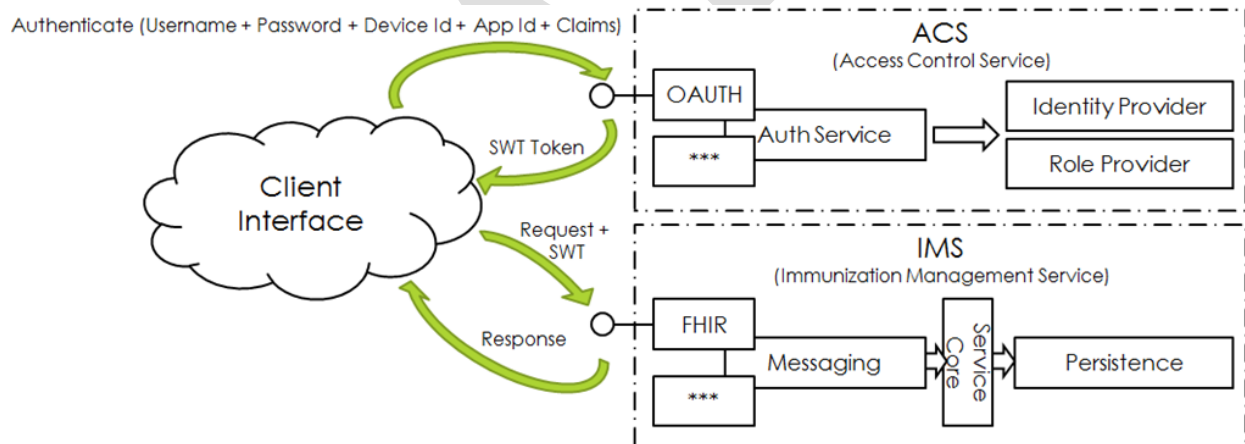 Authenticate (Username + Password + Device Id + App Id + Claims)
ACS
(Access Control Service)
OAUTH
***
Auth Service
Identity Provider
Role Provider
SWT Token
Client
Interface
Request +
SWT
Response
IMS
(Immunization Management Service)
FHIR
***
Messaging
Service
Core
Persistence